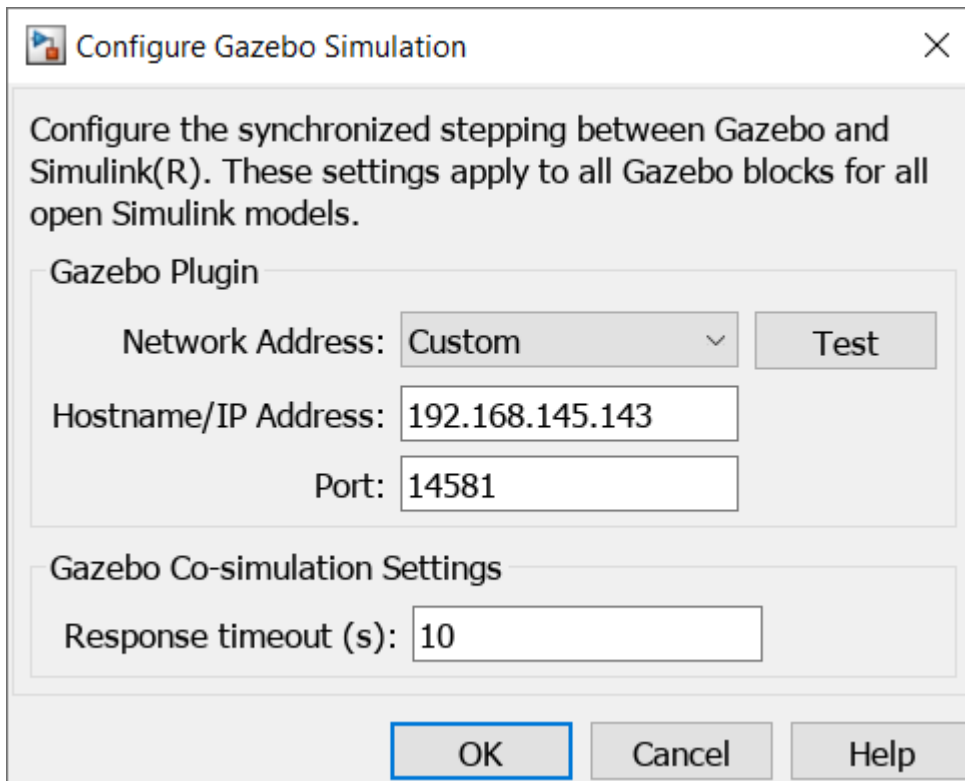 Configure Gazebo Simulation
Configure the synchronized stepping between Gazebo and
Simulink(R). These settings apply to all Gazebo blocks for all
open Simulink models.
Gazebo Plugin
Network Address: Custom Test
Hostname/IP Address: 192.168.145.143
Port: 14581
Gazebo Co-simulation Settings
Response timeout (s): 10
OK Cancel Help